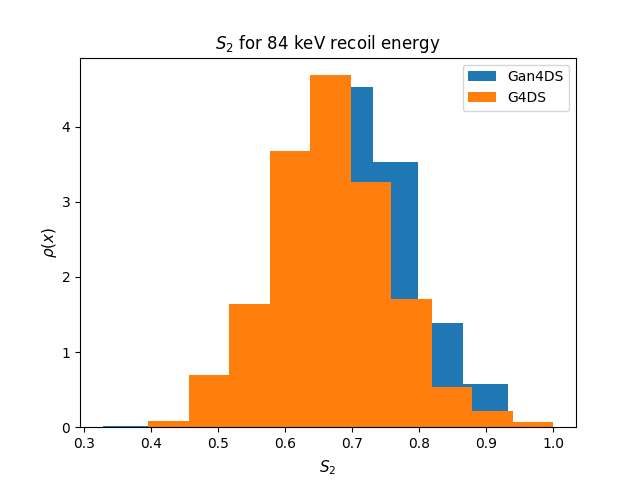 S₂ for 84 keV recoil energy
Gan4DS
G4DS
ρ(x)
4
3
2
1
0
0.3 0.4 0.5 0.6 0.7 0.8 0.9 1.0
S₂